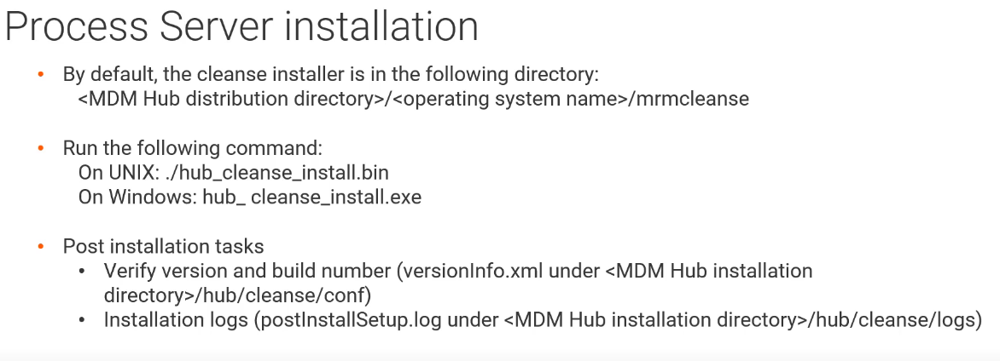 Process Server installation
• By default, the cleanse installer is in the following directory:
<MDM Hub distribution directory>/<operating system name>/mrmcleanse
• Run the following command:
On UNIX: ./hub_cleanse_install.bin
On Windows: hub_ cleanse_install.exe
• Post installation tasks
• Verify version and build number (versionInfo.xml under <MDM Hub installation
directory>/hub/cleanse/conf)
• Installation logs (postInstallSetup.log under <MDM Hub installation directory>/hub/cleanse/logs)